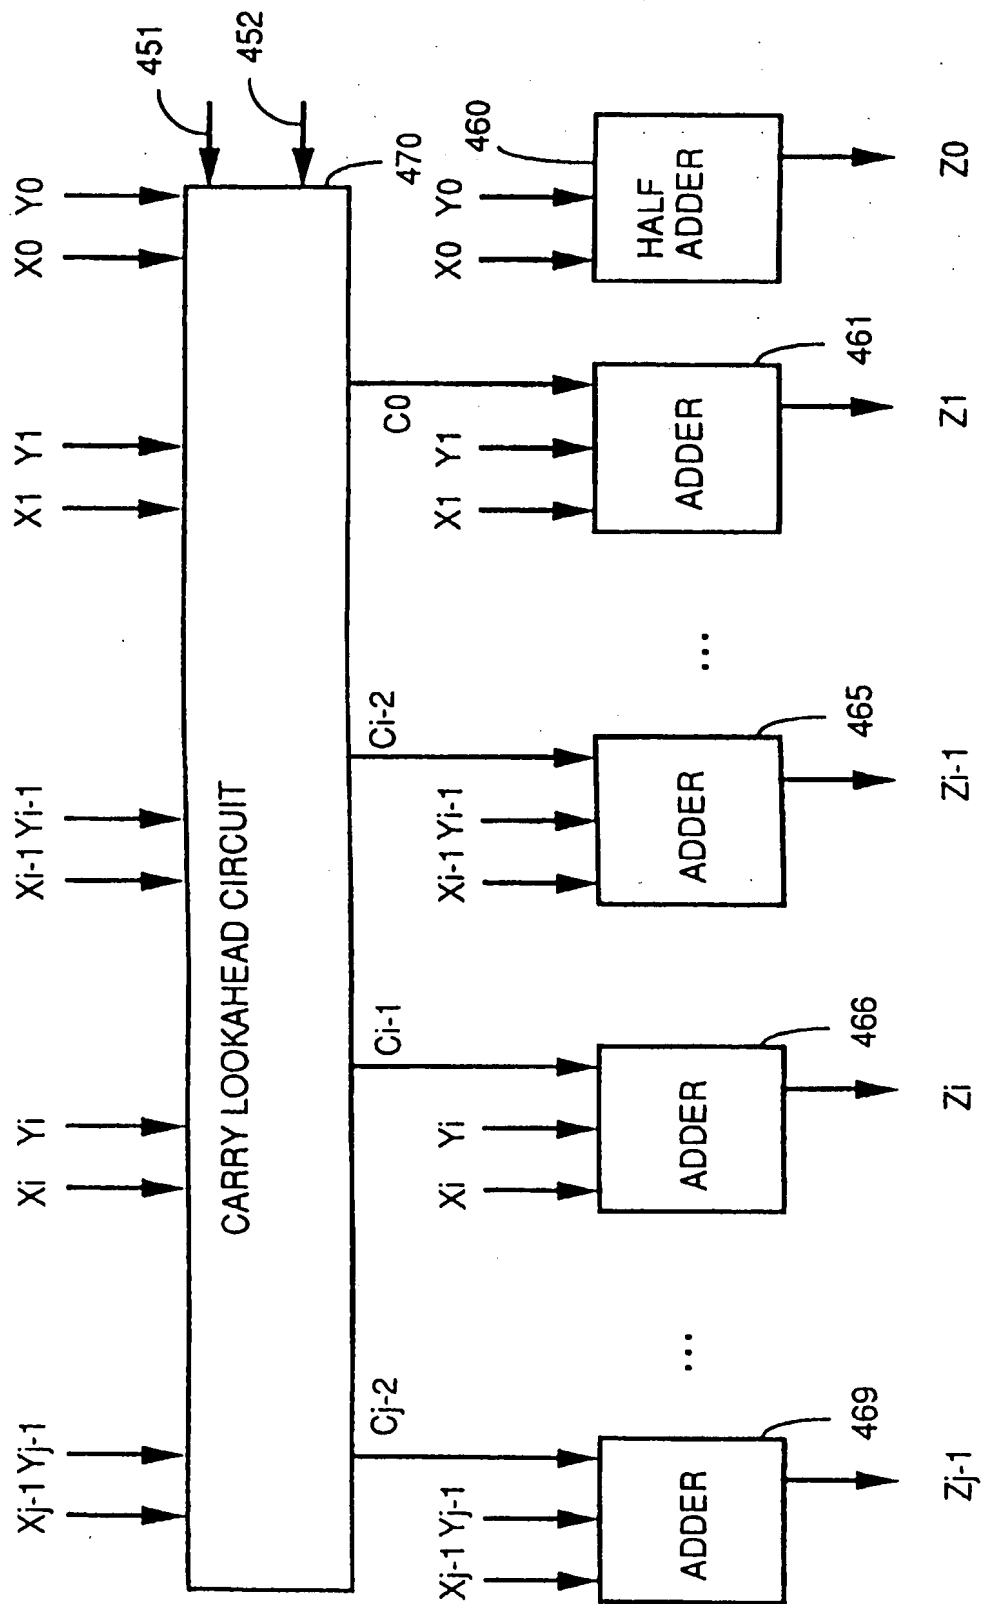 451
452
Xj-1 Yj-1
Xi Yi
Xi-1 Yi-1
X1 Y1
X0 Y0
CARRY LOOKAHEAD CIRCUIT
470
Cj-2
Ci-1
Ci-2
C0
460
Xj-1 Yj-1
Xi Yi
Xi-1 Yi-1
X1 Y1
X0 Y0
ADDER
...
ADDER
ADDER
...
ADDER
HALF
ADDER
469
466
465
461
Zj-1
Zi
Zi-1
Z1
Z0